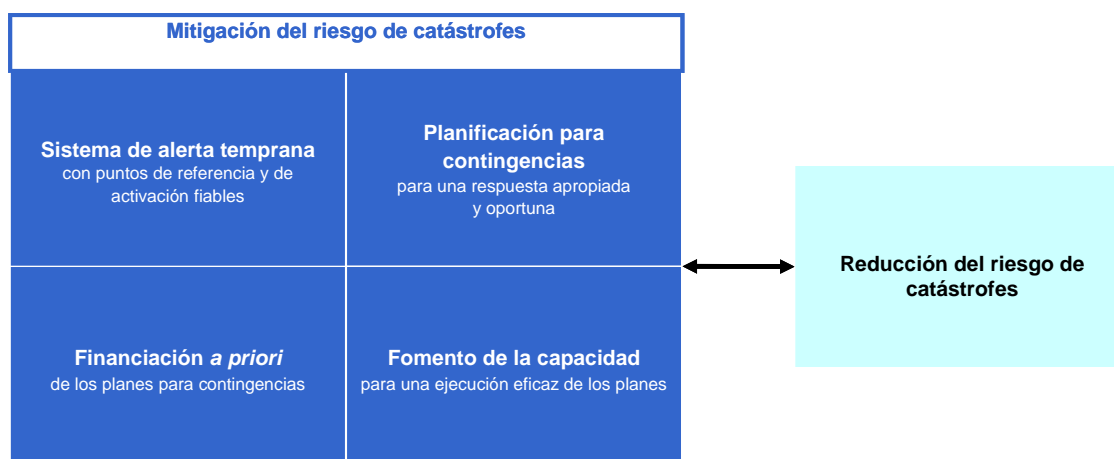 Mitigación del riesgo de catástrofes
Sistema de alerta temprana
con puntos de referencia y de
activación fiables
Planificación para
contingencias
para una respuesta apropiada
y oportuna
Financiación a priori
de los planes para contingencias
Fomento de la capacidad
para una ejecución eficaz de los planes
Reducción del riesgo de
catástrofes